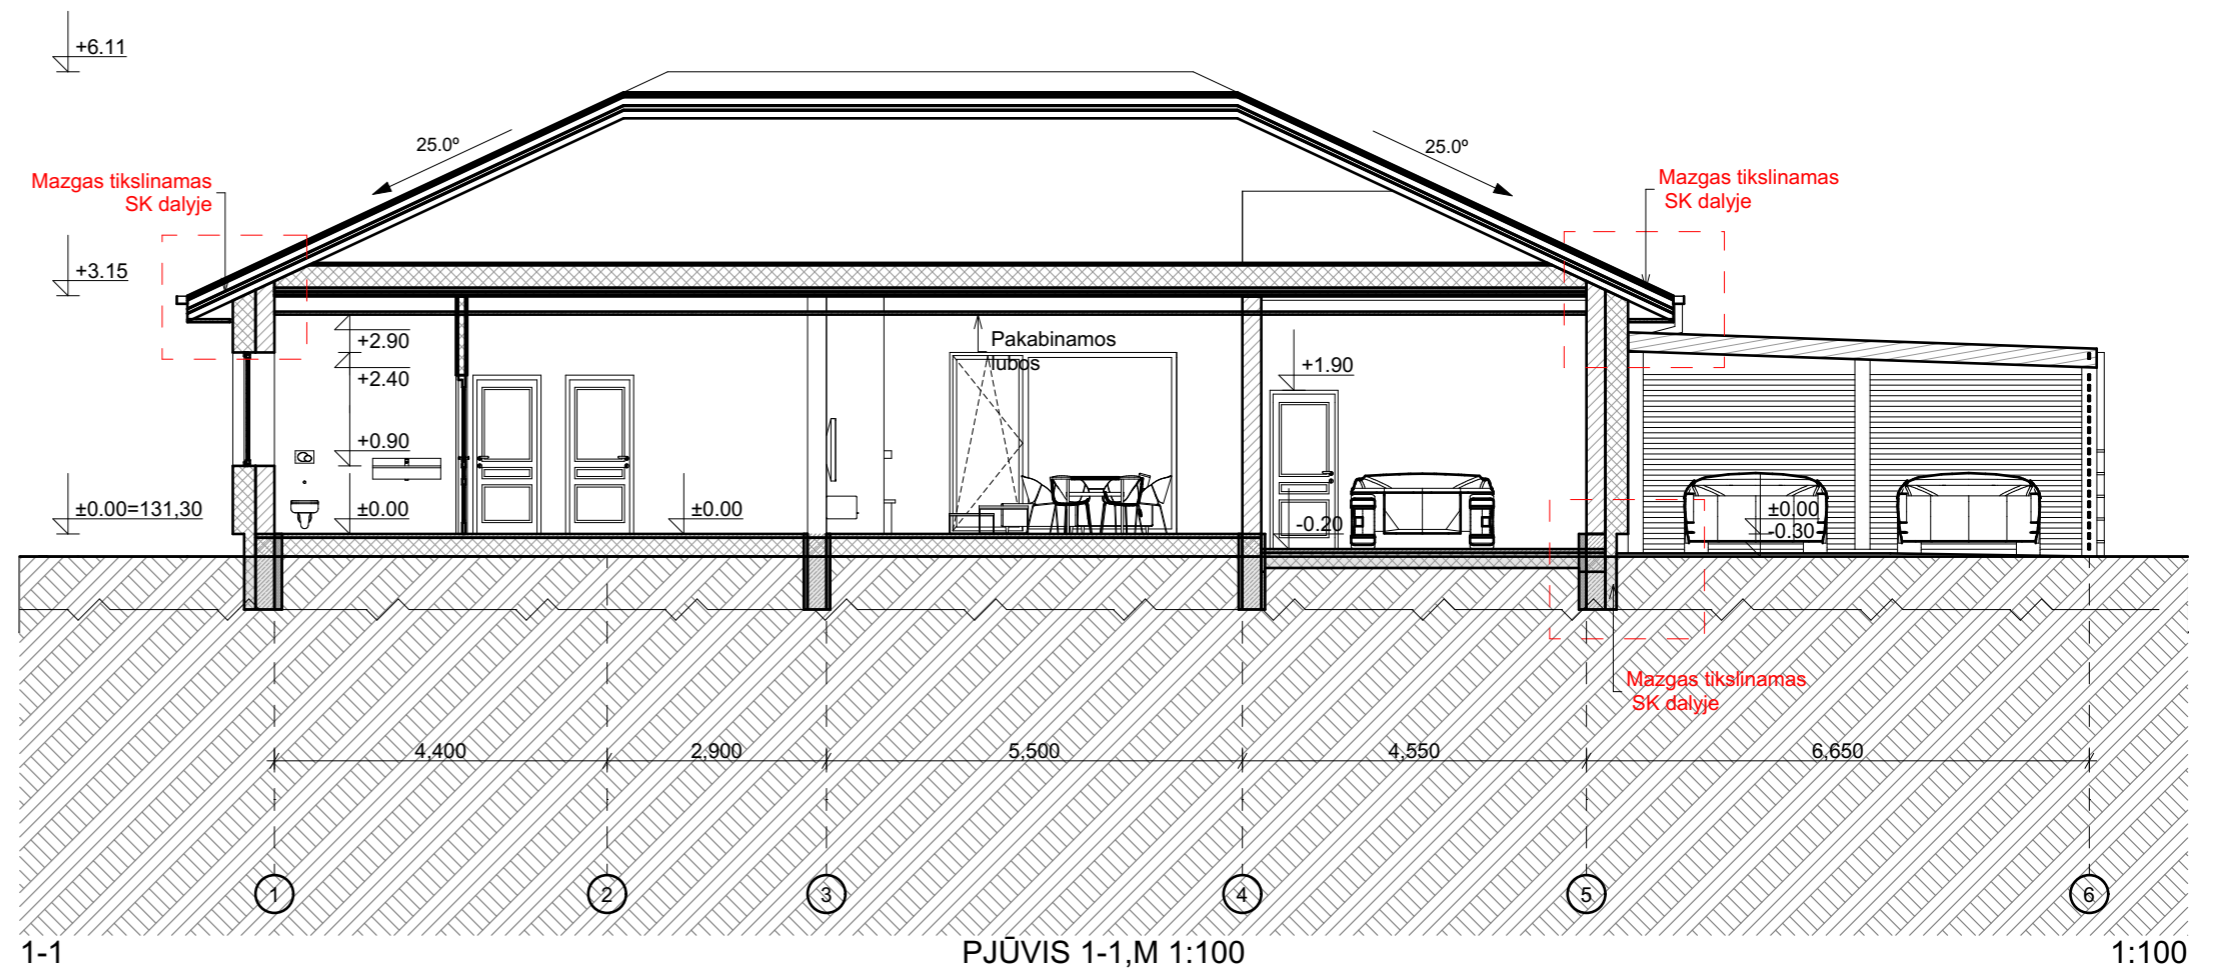 +6.11
25.0º
25.0º
Mazgas tikslinamas
SK dalyje
Mazgas tikslinamas
SK dalyje
+3.15
+2.90
Pakabinamos
lubos
+2.40
+1.90
+0.90
±0.00=131,30
±0.00
±0.00
-0.20
±0.00
-0.30
Mazgas tikslinamas
SK dalyje
4,400
2,900
5,500
4,550
6,650
1
2
3
4
5
6
1-1
PJŪVIS 1-1,M 1:100
1:100